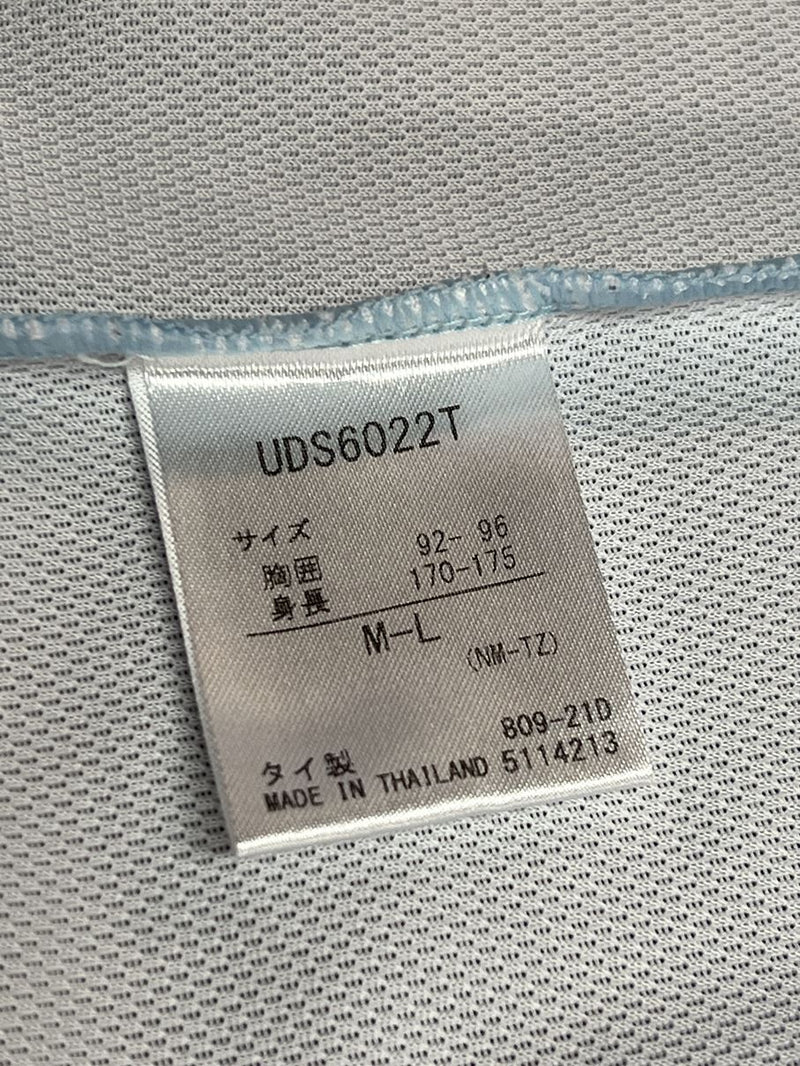 UDS6022T
サイズ
胸囲 92- 96
身長 170-175
M-L
(NM-TZ)
809-21D
タイ製
MADE IN THAILAND 5114213